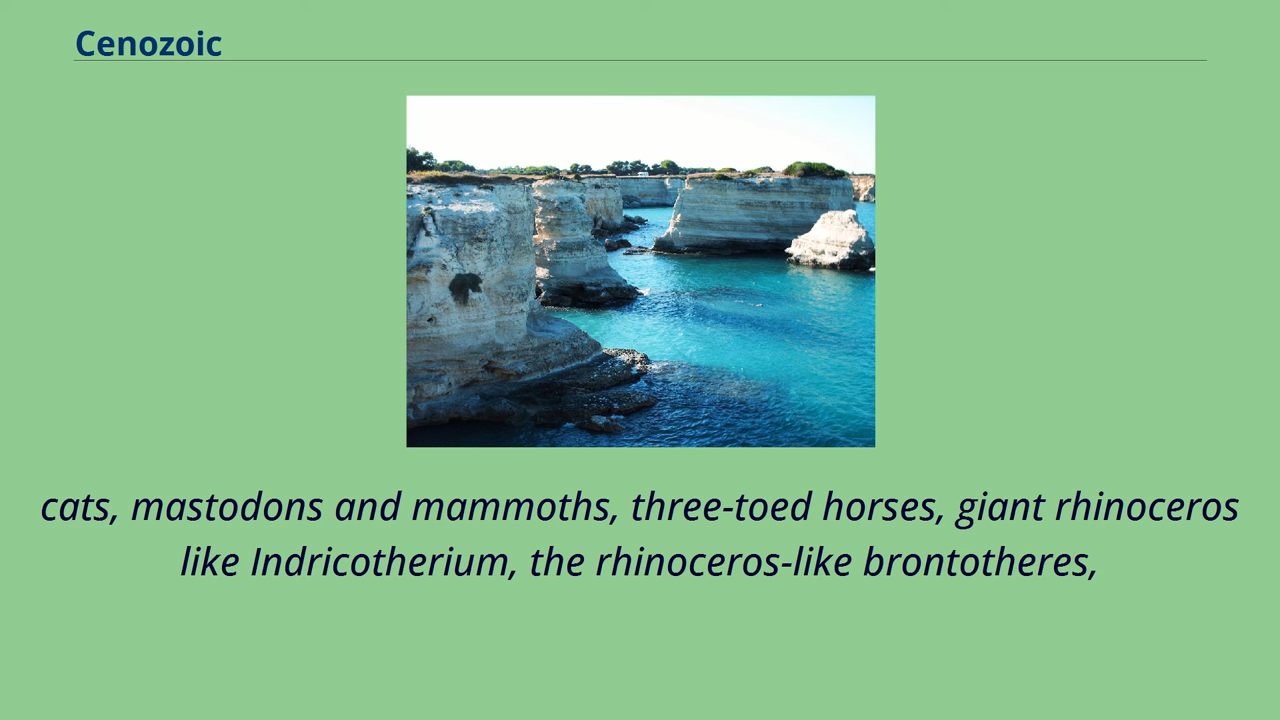 Cenozoic
cats, mastodons and mammoths, three-toed horses, giant rhinoceros
like Indricotherium, the rhinoceros-like brontotheres,